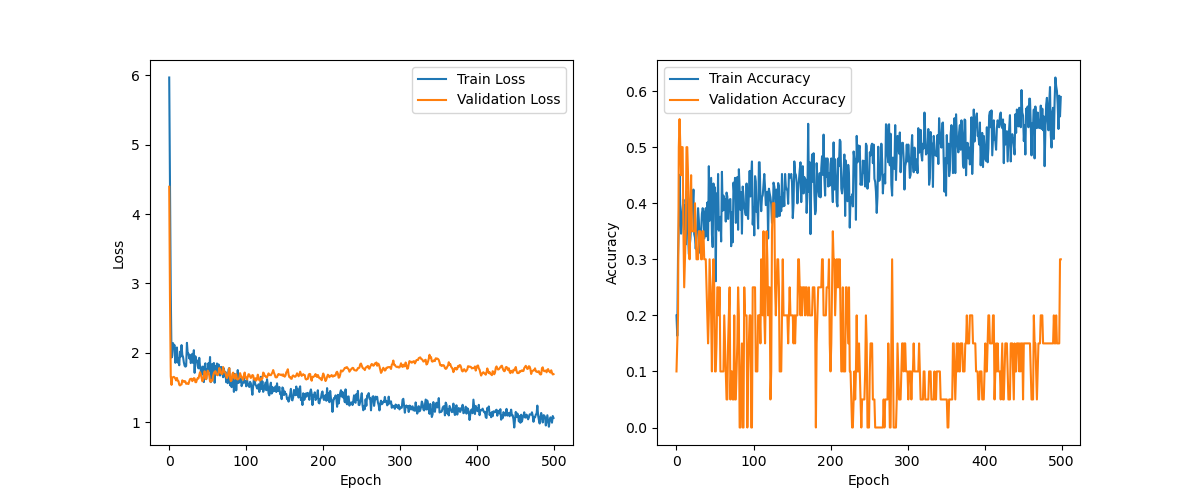 Train Loss
Validation Loss
6
5
4
3
2
1
Loss
0 100 200 300 400 500
Epoch
Train Accuracy
Validation Accuracy
0.6
0.5
0.4
0.3
0.2
0.1
0.0
Accuracy
0 100 200 300 400 500
Epoch